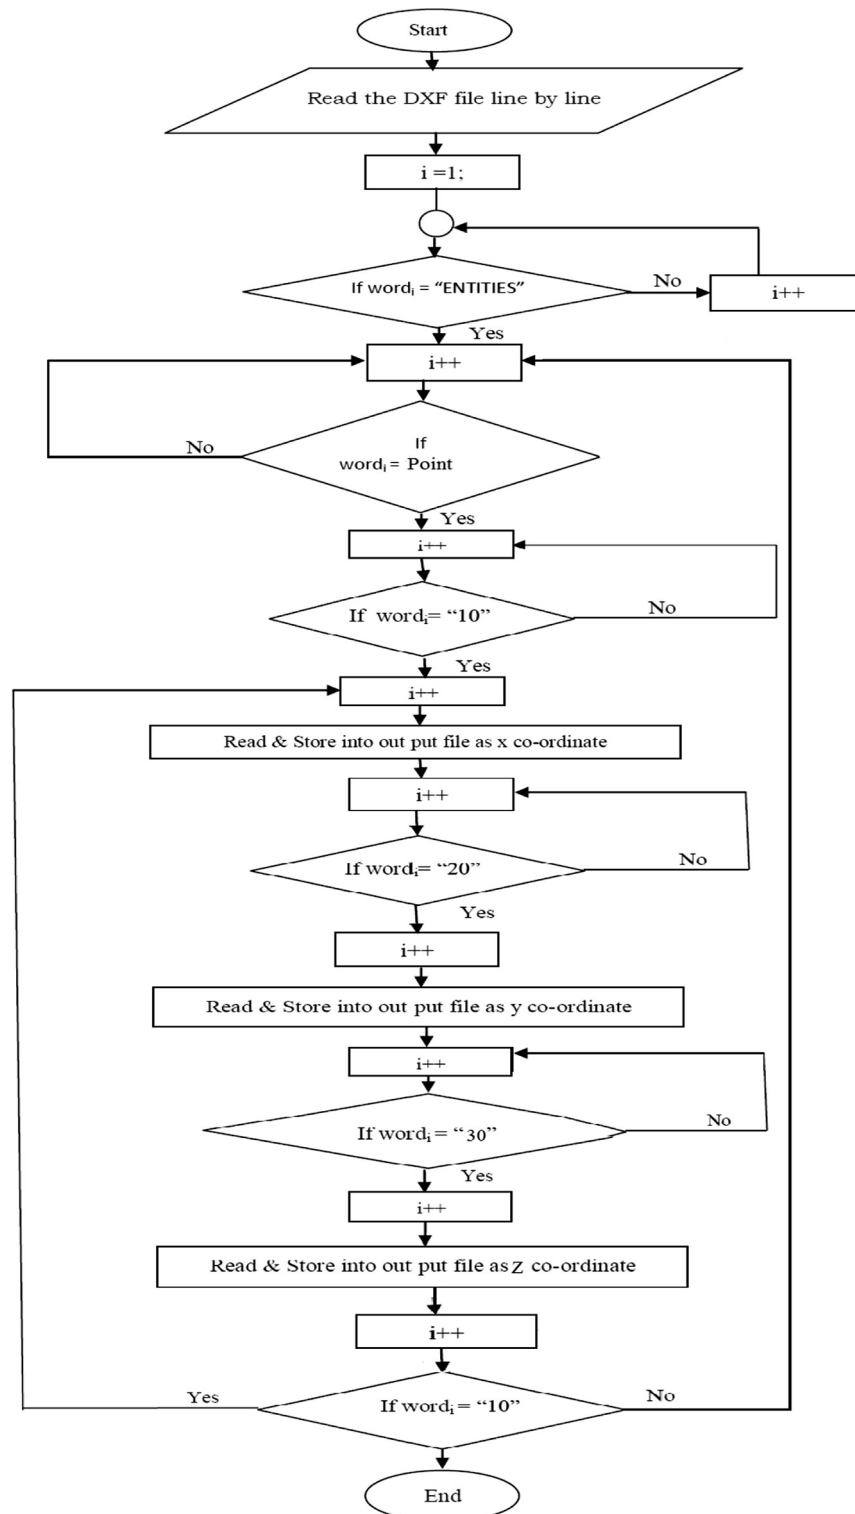 Start
Read the DXF file line by line
i =1;
If wordᵢ = “ENTITIES”
No
i++
Yes
i++
If
wordᵢ = Point
No
Yes
i++
If wordᵢ= “10”
No
Yes
i++
Read & Store into out put file as x co-ordinate
i++
If wordᵢ= “20”
No
Yes
i++
Read & Store into out put file as y co-ordinate
i++
If wordᵢ = “30”
No
Yes
i++
Read & Store into out put file as Z co-ordinate
i++
If wordᵢ = “10”
Yes
No
End